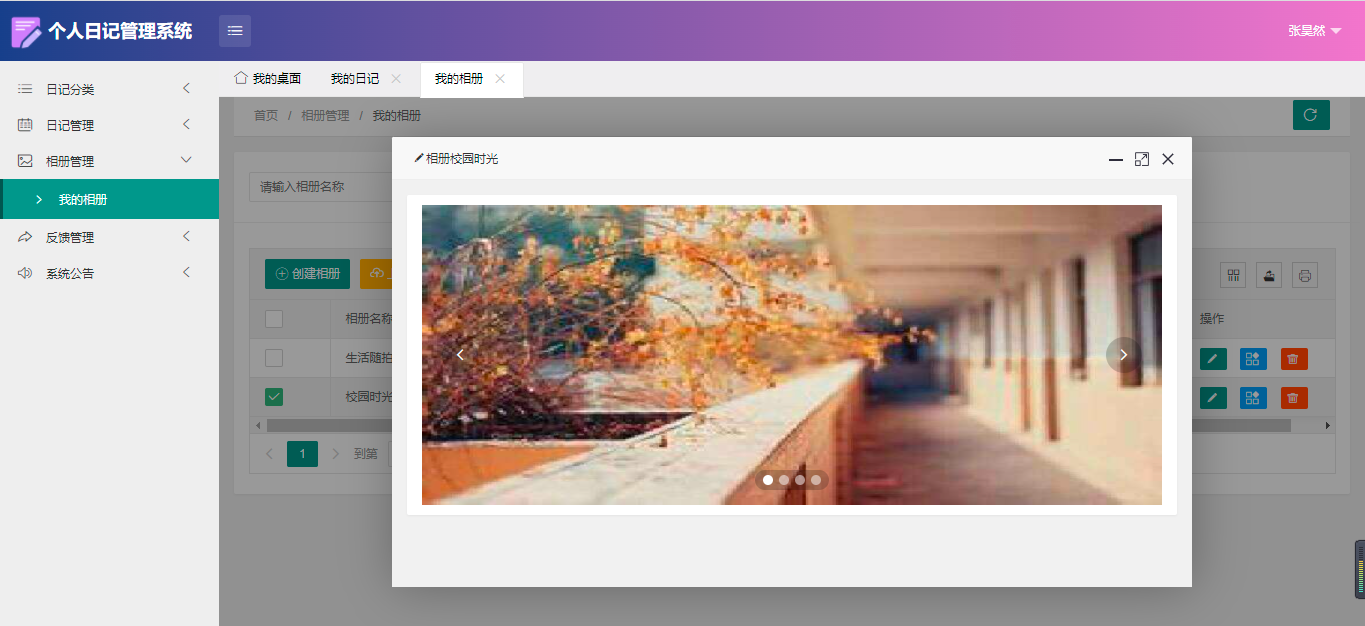 个人日记管理系统
张昊然
日记分类
日记管理
相册管理
我的相册
反馈管理
系统公告
我的桌面
我的日记
我的相册
首页 / 相册管理 / 我的相册
相册校园时光
请输入相册名称
创建相册
相册名称
操作
生活随拍
校园时光
1
到第